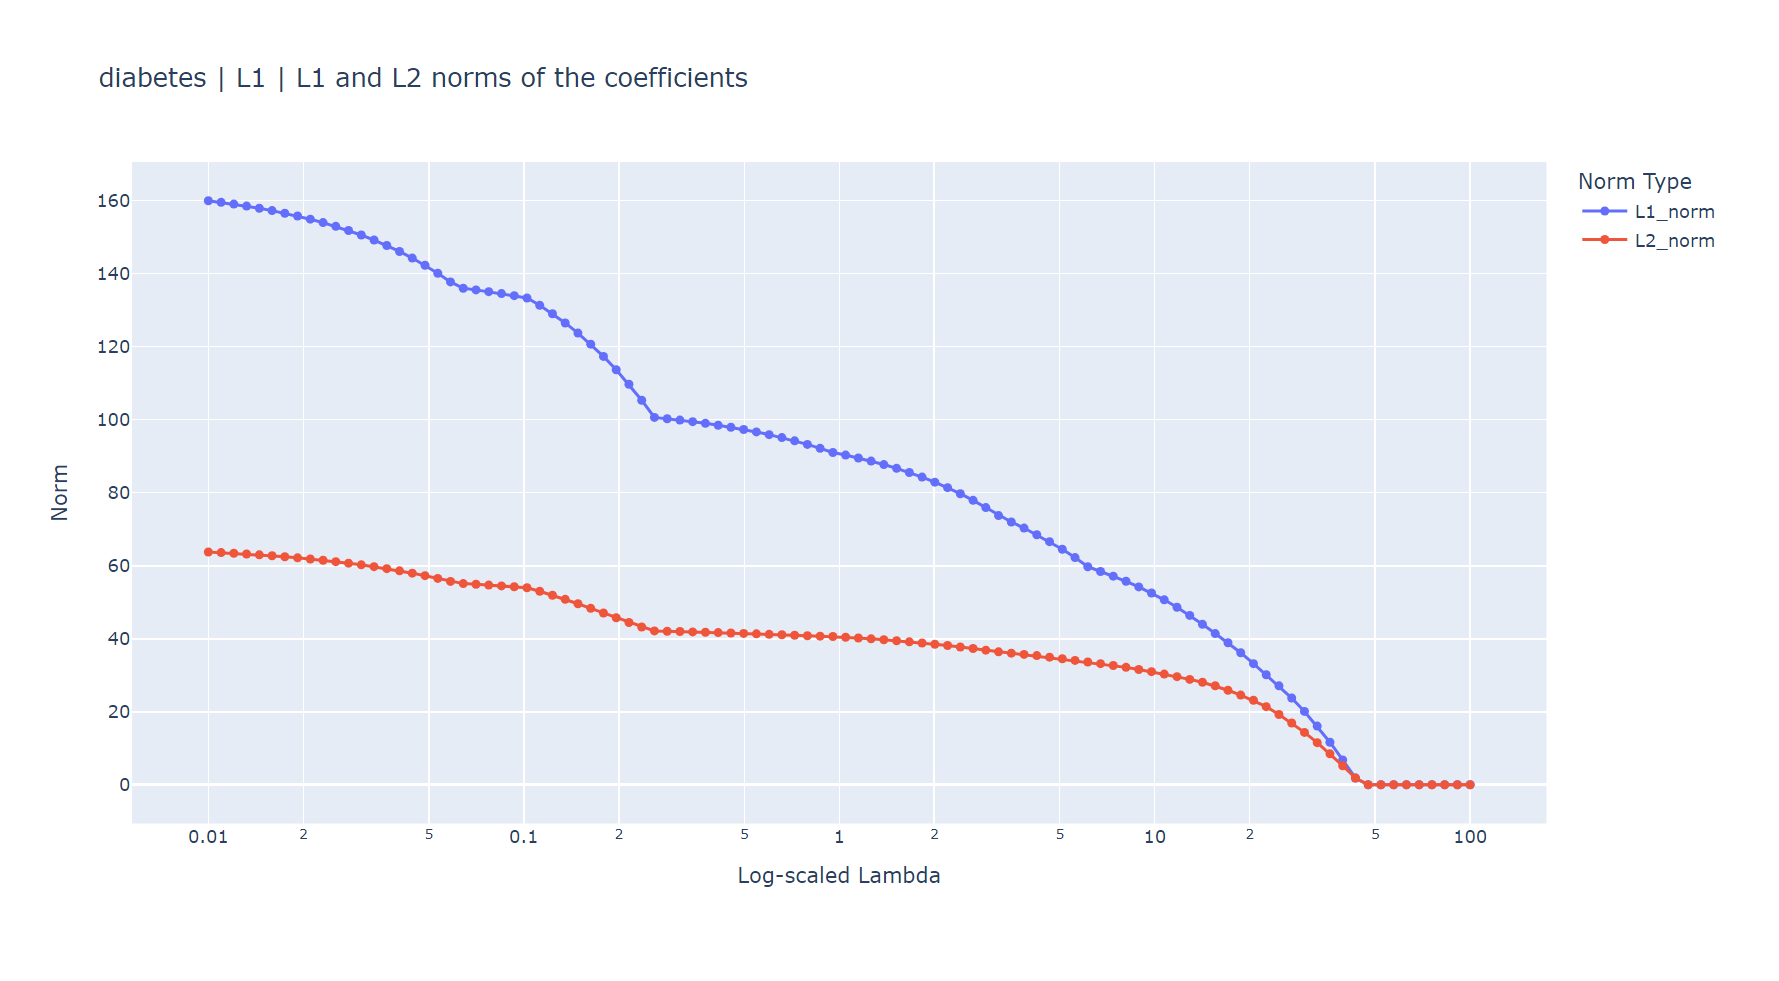 diabetes | L1 | L1 and L2 norms of the coefficients
Norm Type
L1_norm
L2_norm
160
140
120
100
80
60
40
20
0
Norm
0.01 2 5 0.1 2 5 1 2 5 10 2 5 100
Log-scaled Lambda